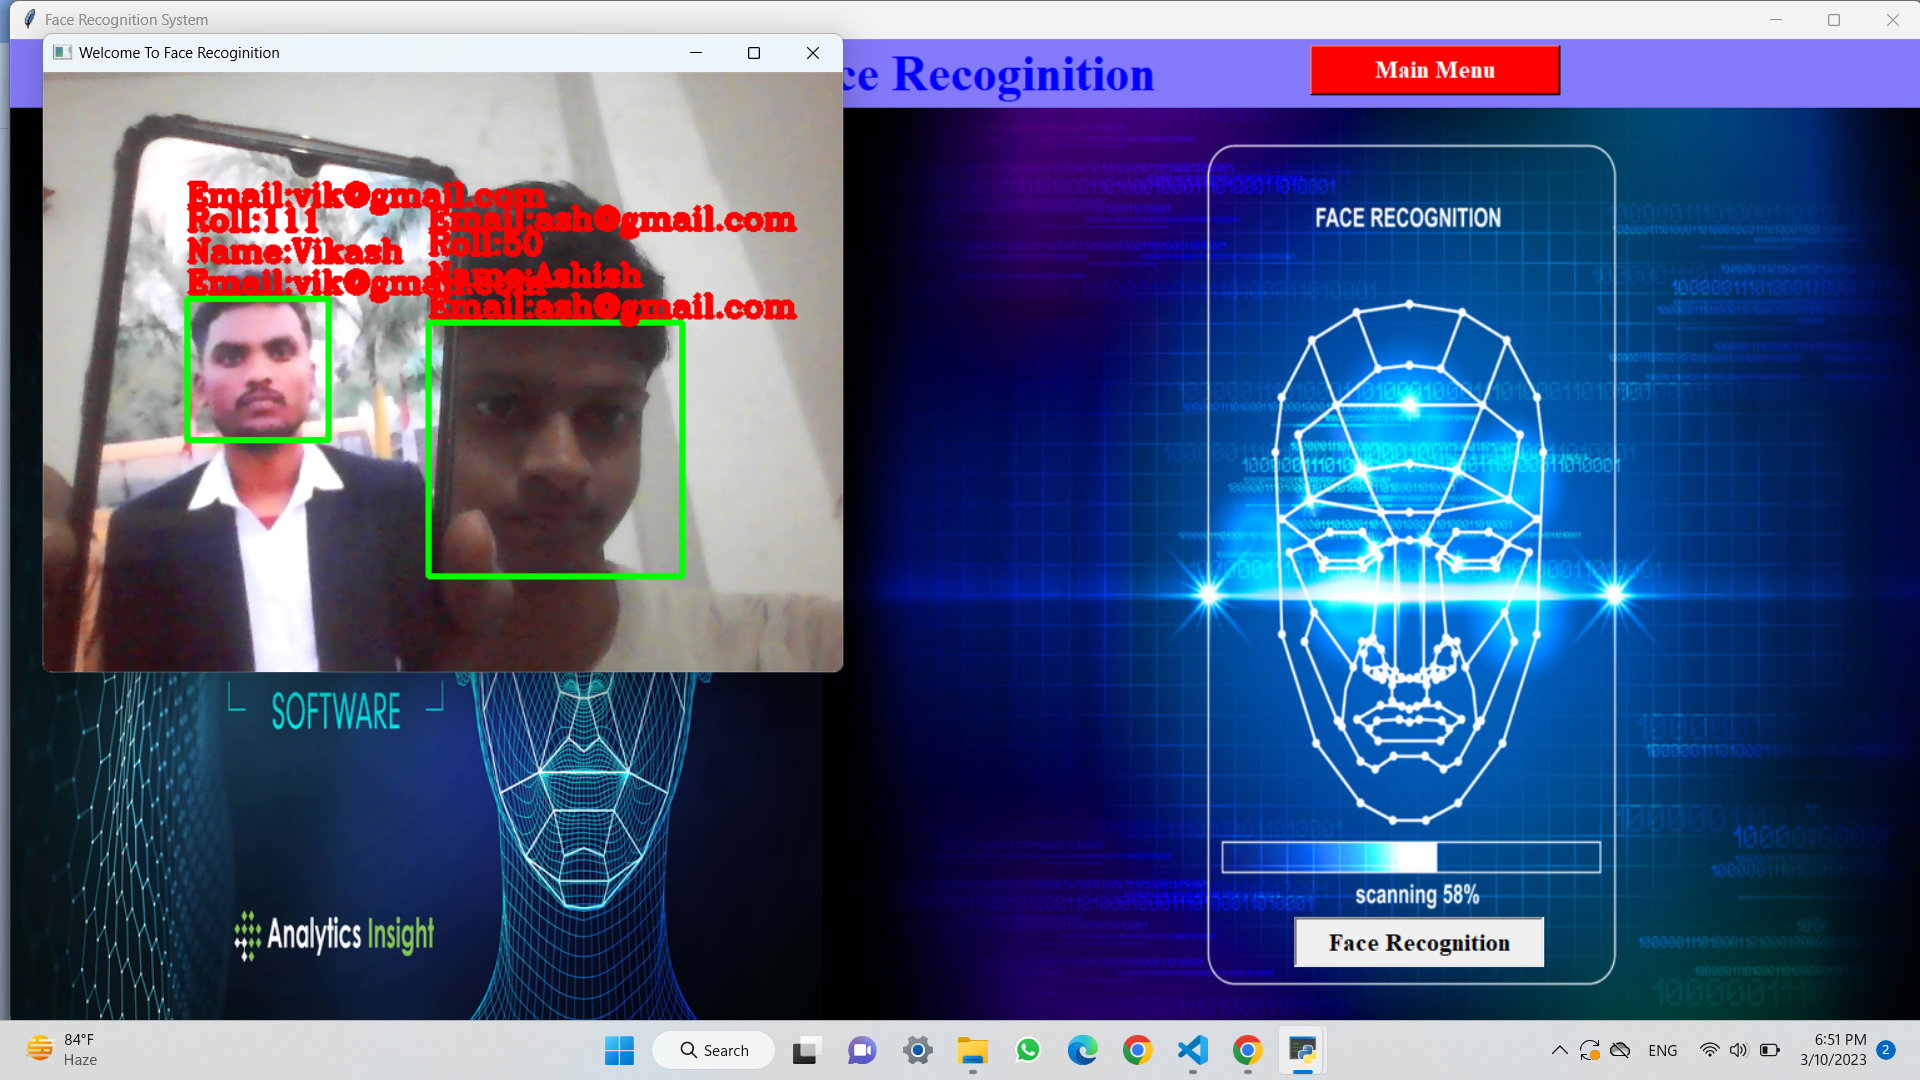 Face Recognition System
Welcome To Face Recoginition
ce Recoginition
Main Menu
Email:vik@gmail.com
Roll:111
Name:Vikash
Email:vik@gmail.com
Email:ash@gmail.com
Roll:50
Name:Ashish
Email:ash@gmail.com
FACE RECOGNITION
SOFTWARE
Analytics Insight
scanning 58%
Face Recognition
84°F
Haze
Search
ENG
6:51 PM
3/10/2023
2